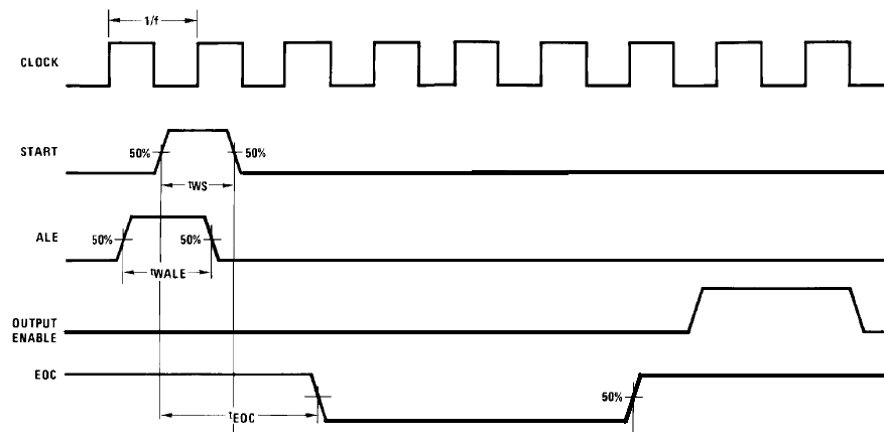 1/f
CLOCK
START
50%
50%
tWS
ALE
50%
50%
tWALE
OUTPUT
ENABLE
EOC
50%
tEOC